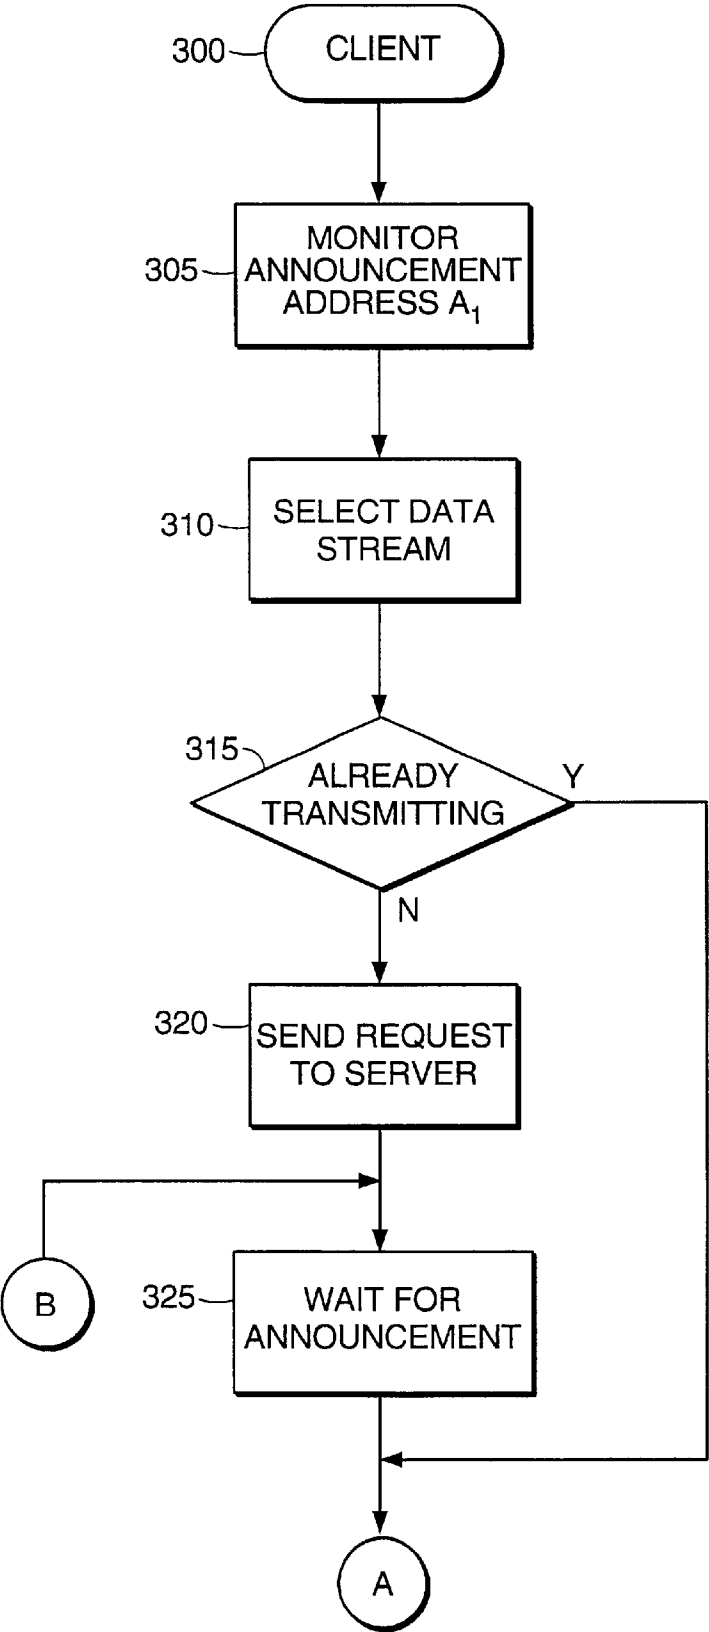 300
CLIENT
305
MONITOR
ANNOUNCEMENT
ADDRESS A₁
310
SELECT DATA
STREAM
315
ALREADY
TRANSMITTING
Y
N
320
SEND REQUEST
TO SERVER
B
325
WAIT FOR
ANNOUNCEMENT
A